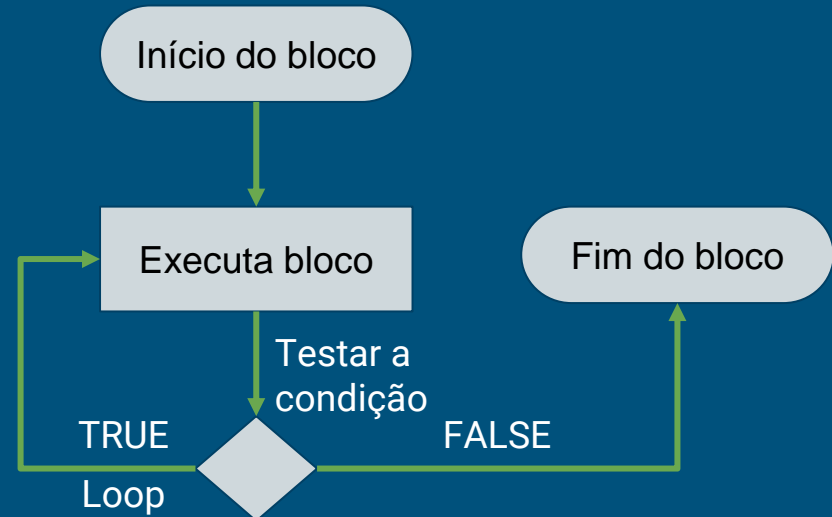 Início do bloco
Executa bloco
Fim do bloco
Testar a
condição
TRUE
FALSE
Loop